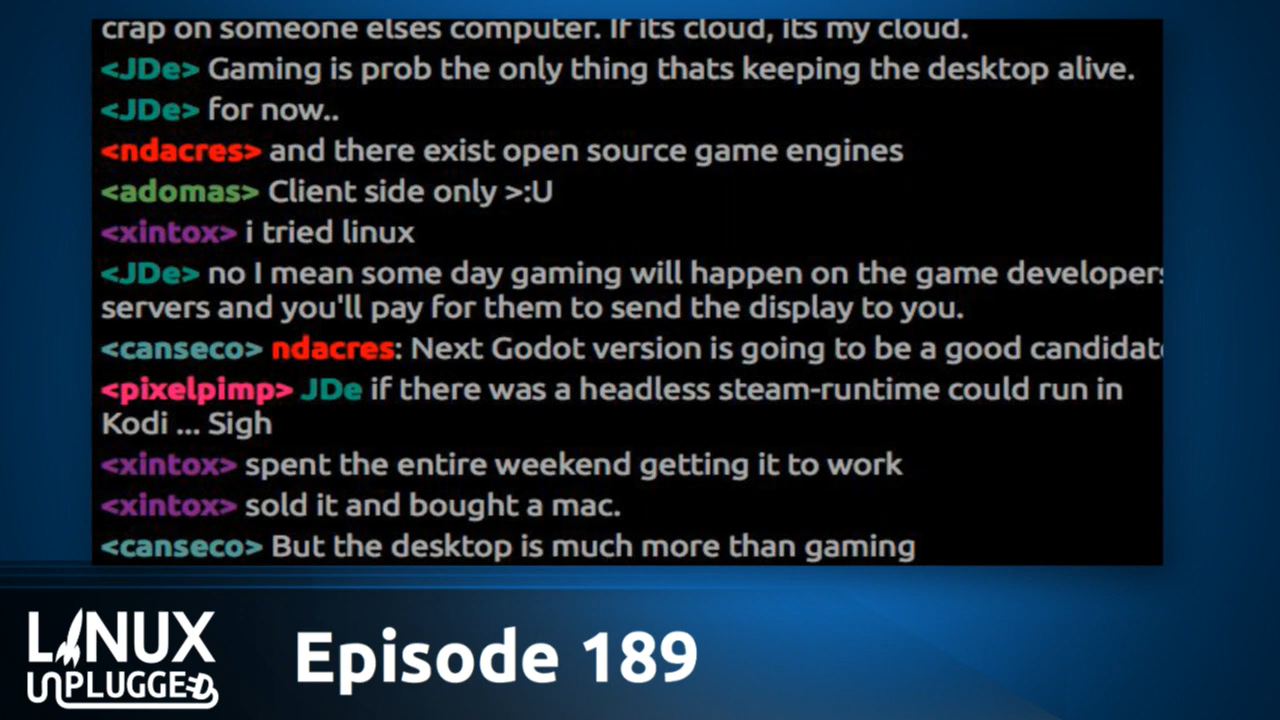 crap on someone elses computer. If its cloud, its my cloud.
<JDe> Gaming is prob the only thing thats keeping the desktop alive.
<JDe> for now..
<ndacres> and there exist open source game engines
<adomas> Client side only >:U
<xintox> i tried linux
<JDe> no I mean some day gaming will happen on the game developers
servers and you'll pay for them to send the display to you.
<canseco> ndacres: Next Godot version is going to be a good candidate
<pixelpimp> JDe if there was a headless steam-runtime could run in
Kodi ... Sigh
<xintox> spent the entire weekend getting it to work
<xintox> sold it and bought a mac.
<canseco> But the desktop is much more than gaming
LINUX
UNPLUGGED
Episode 189